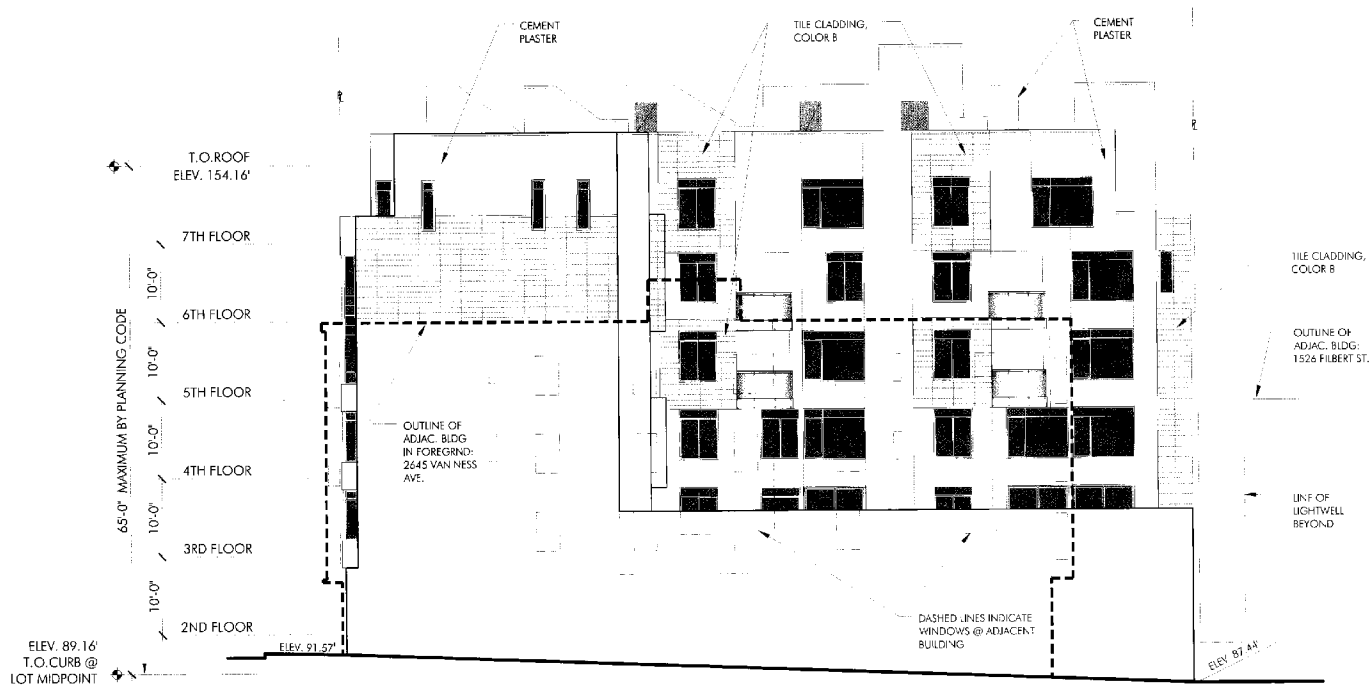 CEMENT
PLASTER
TILE CLADDING,
COLOR B
CEMENT
PLASTER
T.O.ROOF
ELEV. 154.16'
7TH FLOOR
10'-0"
6TH FLOOR
10'-0"
5TH FLOOR
10'-0"
4TH FLOOR
10'-0"
3RD FLOOR
10'-0"
2ND FLOOR
65'-0" MAXIMUM BY PLANNING CODE
ELEV. 89.16'
T.O.CURB @
LOT MIDPOINT
ELEV. 91.57'
OUTLINE OF
ADJAC. BLDG
IN FOREGRND:
2645 VAN NESS
AVE.
TILE CLADDING,
COLOR B
OUTLINE OF
ADJAC. BLDG:
1526 FILBERT ST.
LINE OF
LIGHTWELL
BEYOND
DASHED LINES INDICATE
WINDOWS @ ADJACENT
BUILDING
ELEV. 87.44'